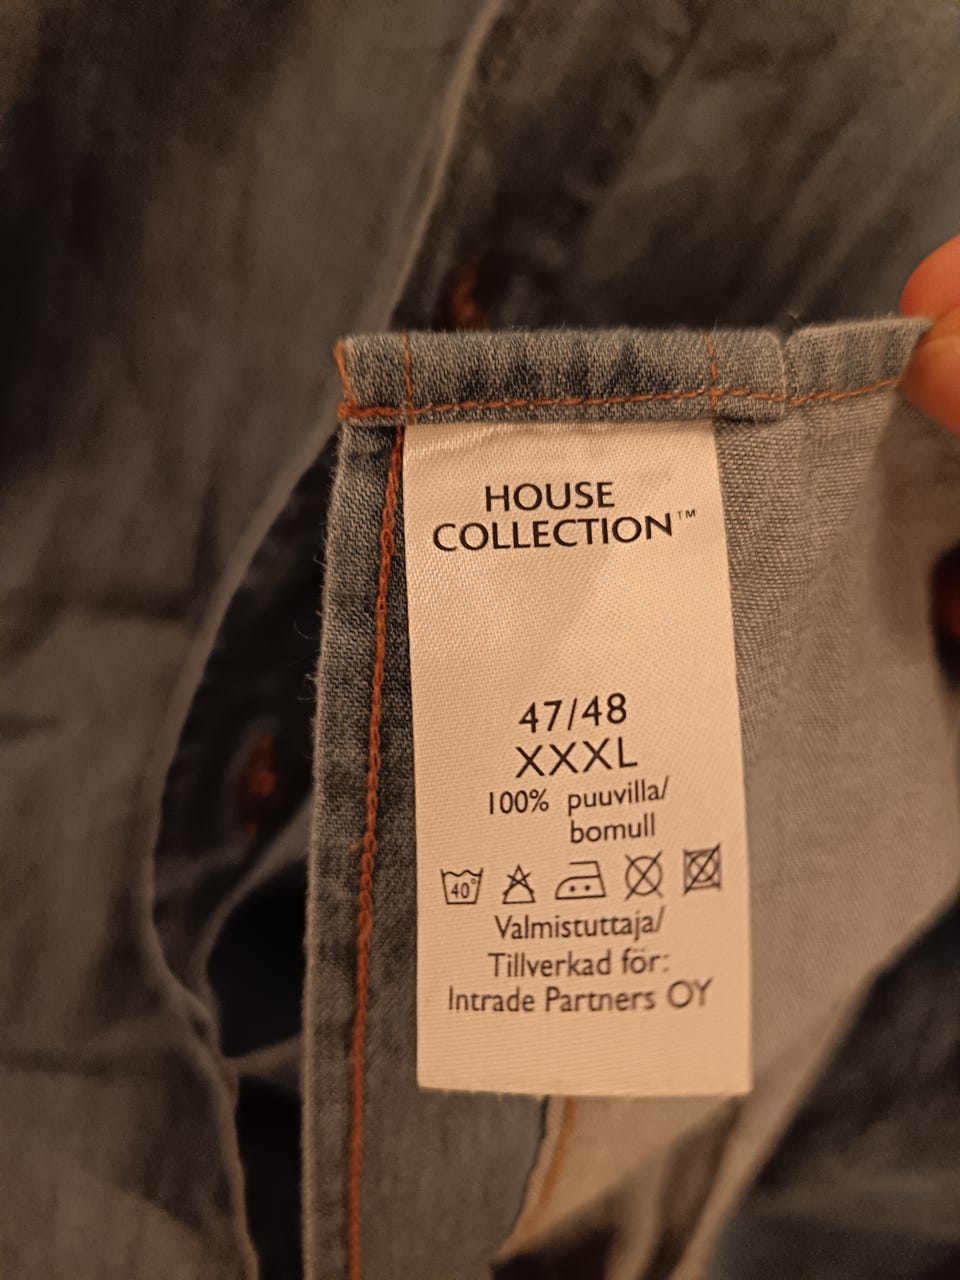 HOUSE
COLLECTION™
47/48
XXXL
100% puuvilla/
bomull
40°
Valmistuttaja/
Tillverkad för:
Intrade Partners OY